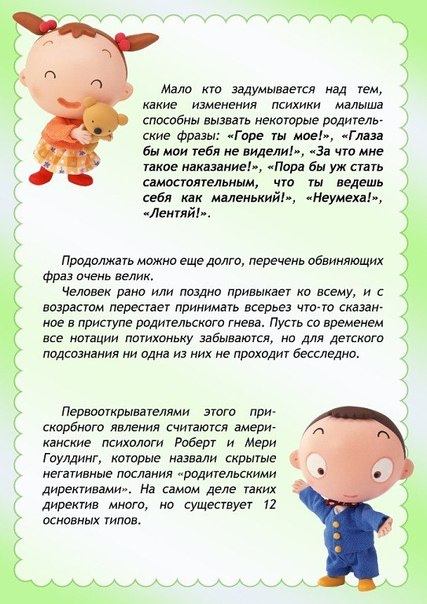 Мало кто задумывается над тем,
какие изменения психики малыша
способны вызвать некоторые родитель-
ские фразы: «Горе ты мое!», «Глаза
бы мои тебя не видели!», «За что мне
такое наказание!», «Пора бы уж стать
самостоятельным, что ты ведешь
себя как маленький!», «Неумеха!»,
«Лентяй!».
Продолжать можно еще долго, перечень обвиняющих
фраз очень велик.
Человек рано или поздно привыкает ко всему, и с
возрастом перестает принимать всерьез что-то сказан-
ное в приступе родительского гнева. Пусть со временем
все нотации потихоньку забываются, но для детского
подсознания ни одна из них не проходит бесследно.
Первооткрывателями этого при-
скорбного явления считаются амери-
канские психологи Роберт и Мери
Гоулдинг, которые назвали скрытые
негативные послания «родительскими
директивами». На самом деле таких
директив много, но существует 12
основных типов.